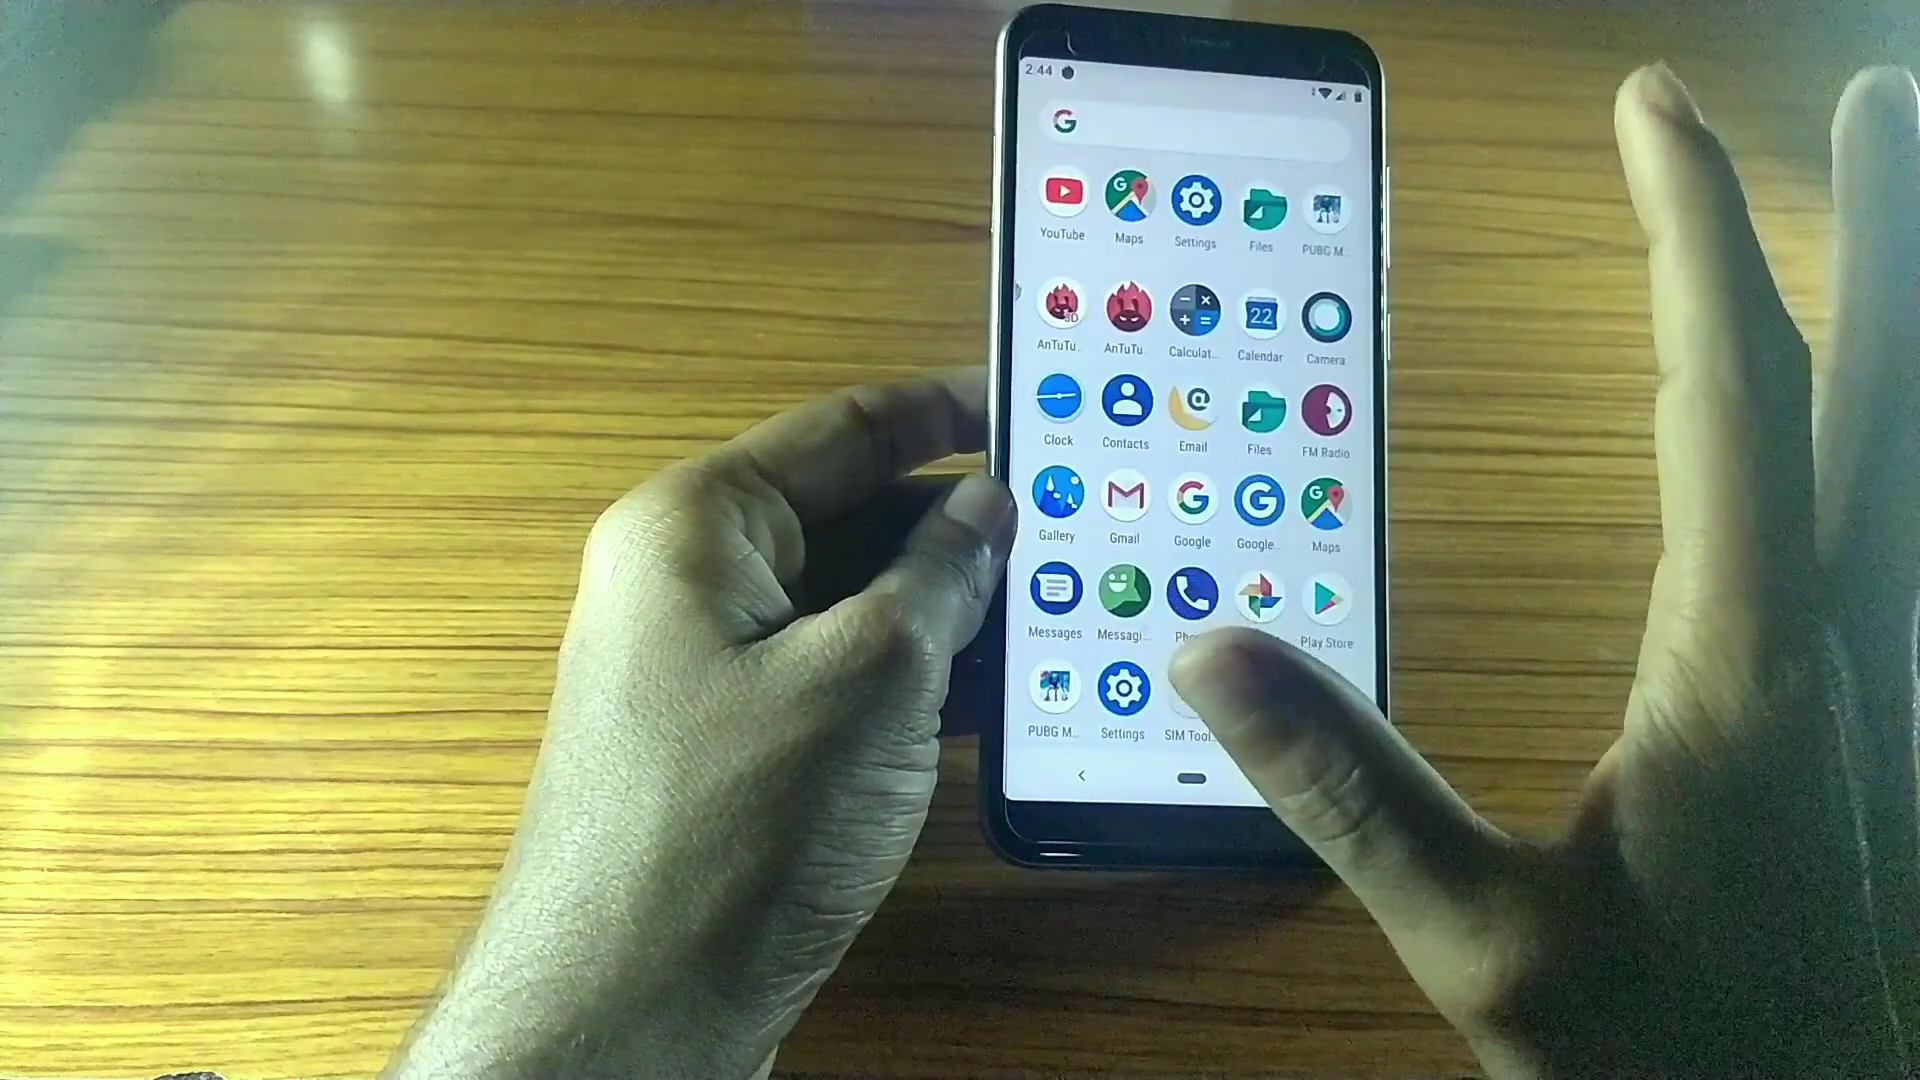 2:44
G
YouTube Maps Settings Files PUBG M...
AnTuTu... AnTuTu... Calculat... Calendar Camera
22
Clock Contacts Email Files FM Radio
Gallery Gmail Google Google... Maps
Messages Messagi... Pho Play Store
PUBG M... Settings SIM Tool...